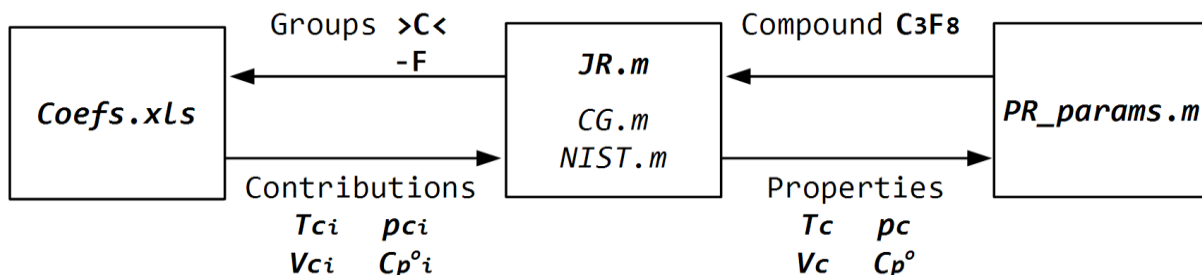 Groups >C<
-F
Compound C3F8
Coefs.xls
JR.m
CG.m
NIST.m
PR_params.m
Contributions
Tci pci
Vci Cp°i
Properties
Tc pc
Vc Cp°